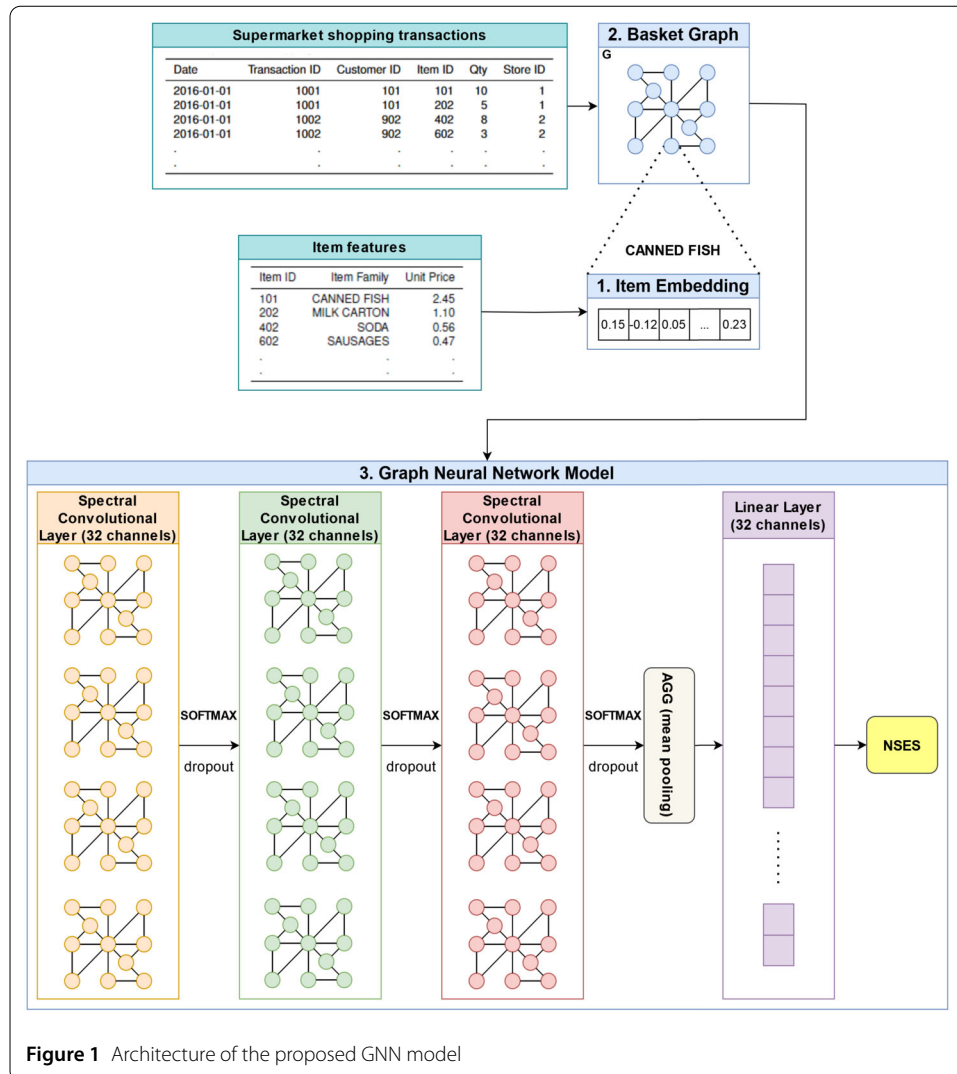 Supermarket shopping transactions
Date Transaction ID Customer ID Item ID Qty Store ID
2016-01-01 1001 101 101 10 1
2016-01-01 1001 101 202 5 1
2016-01-01 1002 902 402 8 2
2016-01-01 1002 902 602 3 2
. . . . . .
. . . . . .
2. Basket Graph
G
CANNED FISH
Item features
Item ID Item Family Unit Price
101 CANNED FISH 2.45
202 MILK CARTON 1.10
402 SODA 0.56
602 SAUSAGES 0.47
. . .
. . .
1. Item Embedding
0.15 -0.12 0.05 ... 0.23
3. Graph Neural Network Model
Spectral
Convolutional
Layer (32 channels)
SOFTMAX
dropout
Spectral
Convolutional
Layer (32 channels)
SOFTMAX
dropout
Spectral
Convolutional
Layer (32 channels)
SOFTMAX
dropout
AGG (mean pooling)
Linear Layer
(32 channels)
NSES
Figure 1 Architecture of the proposed GNN model